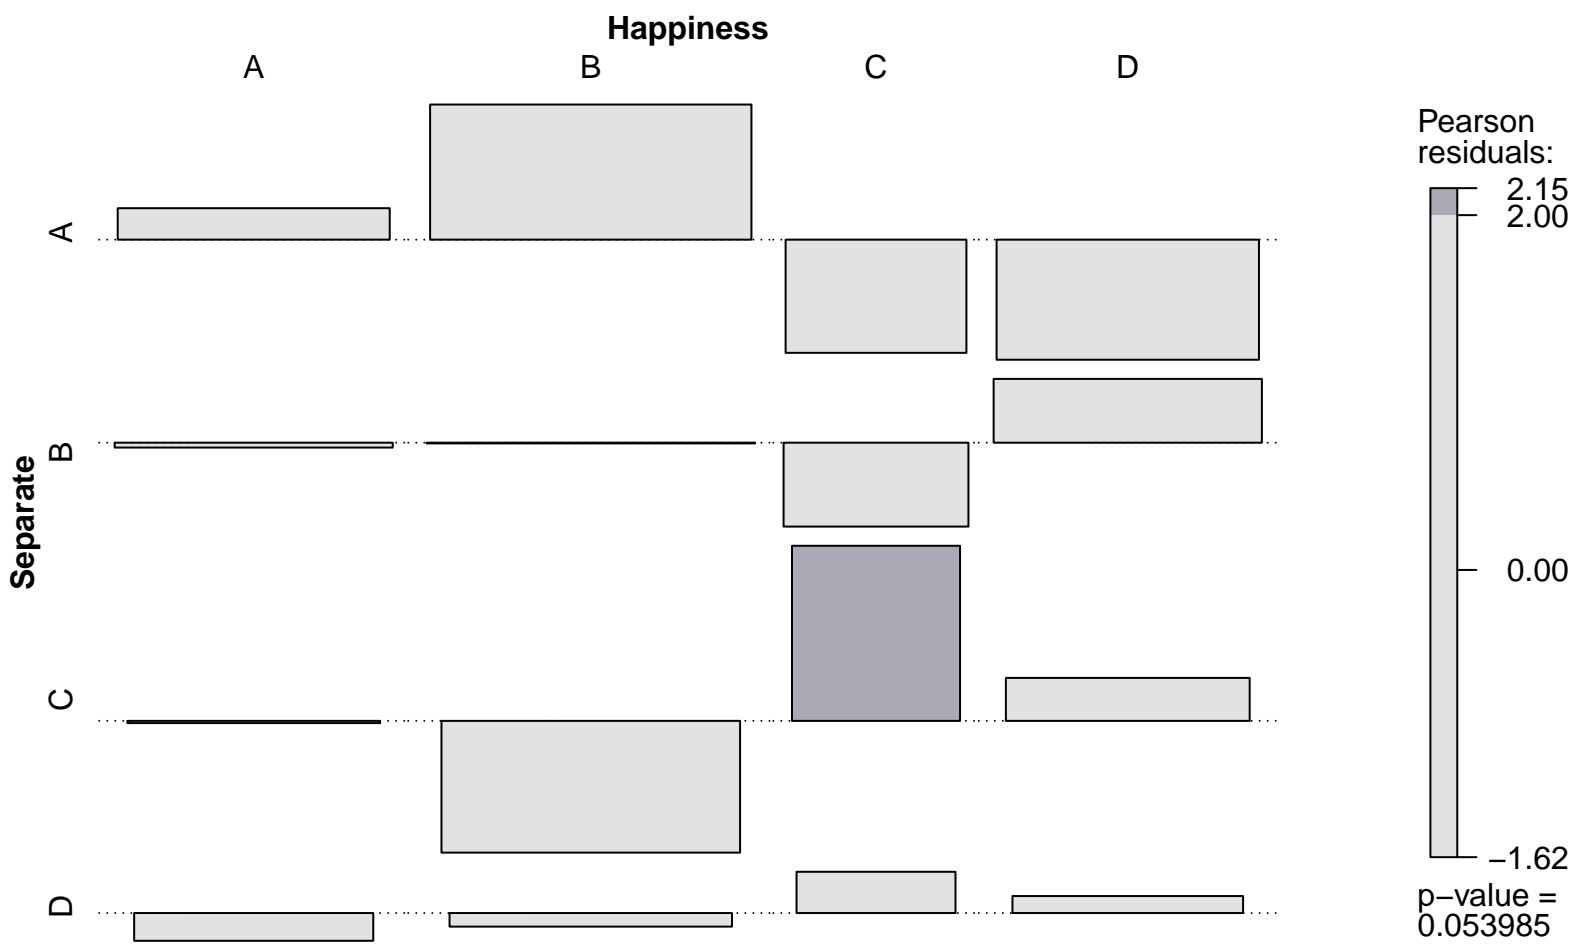 Happiness
A B C D
Pearson
residuals:
2.15
2.00
0.00
−1.62
p−value =
0.053985
Separate
A
B
C
D